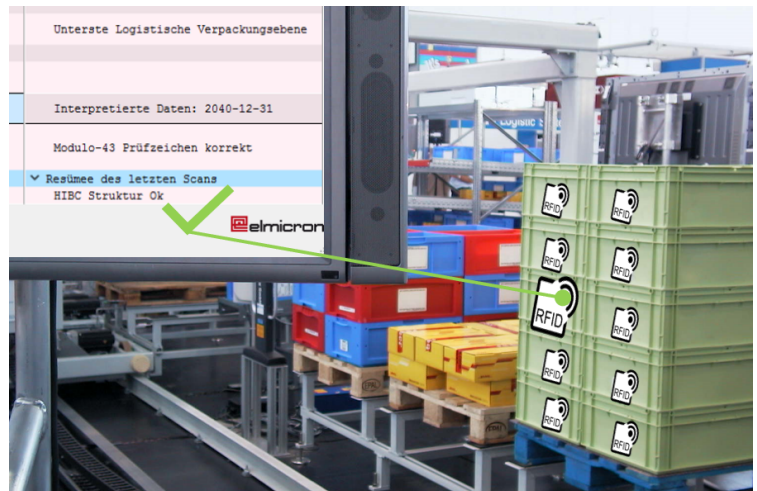 Unterste Logistische Verpackungsebene
Interpretierte Daten: 2040-12-31
Modulo-43 Prüfzeichen korrekt
Resümee des letzten Scans
HIBC Struktur Ok
elmicron
Logistic
RFID
RFID
RFID
RFID
RFID
RFID
RFID
RFID
RFID
RFID